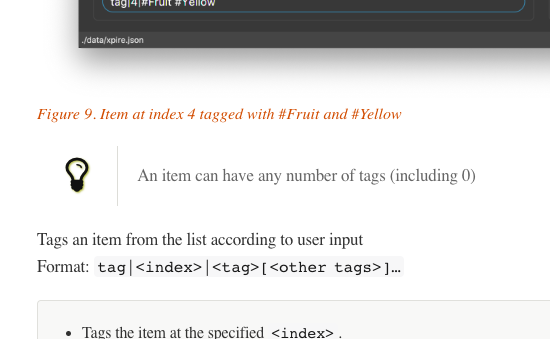 tag|4|#Fruit #Yellow
./data/xpire.json
Figure 9. Item at index 4 tagged with #Fruit and #Yellow
An item can have any number of tags (including 0)
Tags an item from the list according to user input
Format: tag|<index>|<tag>[<other tags>]…
• Tags the item at the specified <index> .